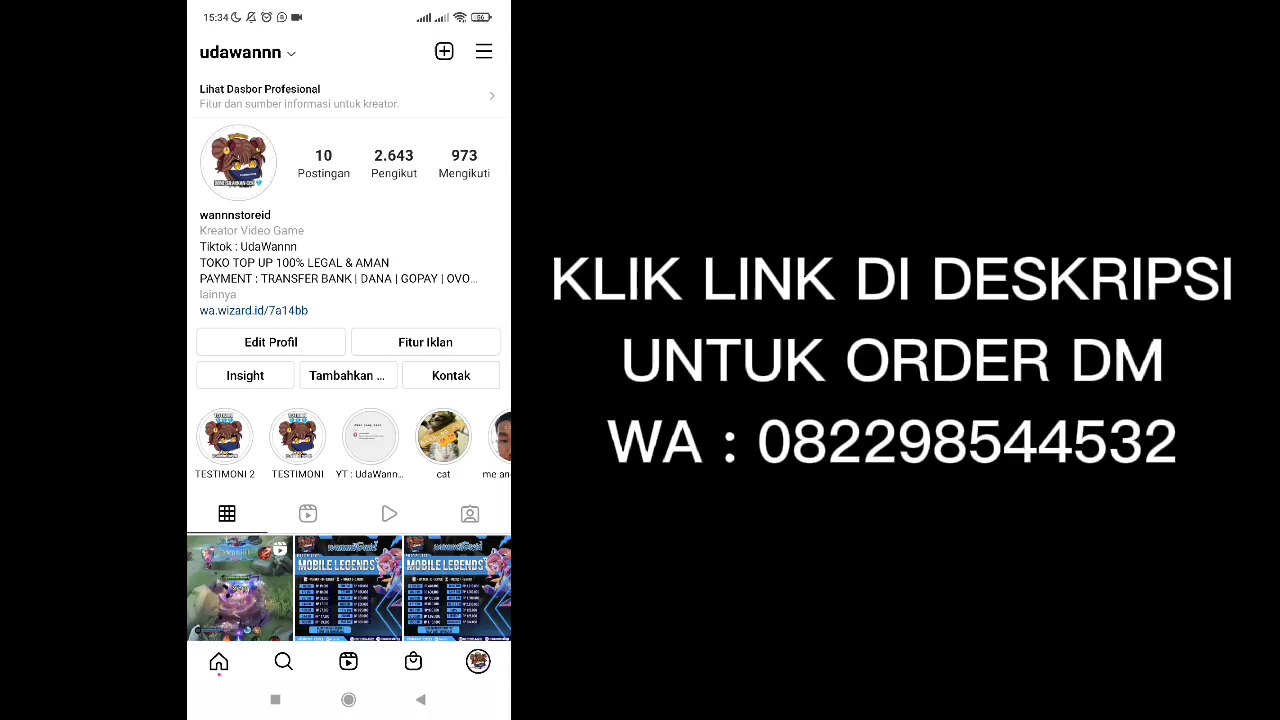 15:34
56
udawannn
Lihat Dasbor Profesional
Fitur dan sumber informasi untuk kreator.
10
2.643
973
Postingan
Pengikut
Mengikuti
wannnstoreid
Kreator Video Game
Tiktok : UdaWannn
TOKO TOP UP 100% LEGAL & AMAN
PAYMENT : TRANSFER BANK | DANA | GOPAY | OVO...
lainnya
wa.wizard.id/7a14bb
Edit Profil
Fitur Iklan
Insight
Tambahkan ...
Kontak
TESTIMONI 2
TESTIMONI
YT : UdaWann...
cat
me an
MOBILE LEGENDS
MOBILE LEGENDS
KLIK LINK DI DESKRIPSI
UNTUK ORDER DM
WA : 082298544532